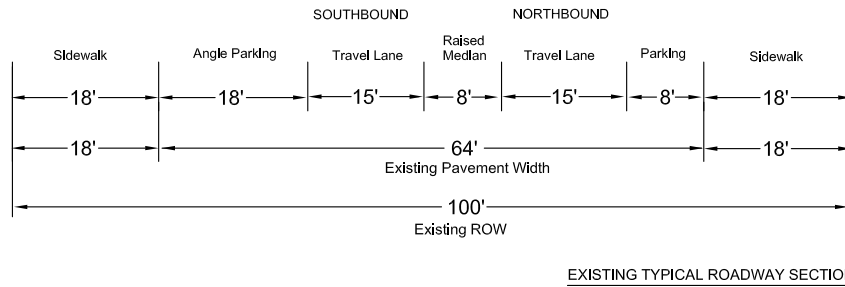 SOUTHBOUND NORTHBOUND
Sidewalk Angle Parking Travel Lane Raised Median Travel Lane Parking Sidewalk
18' 18' 15' 8' 15' 8' 18'
18' 64' 18'
Existing Pavement Width
100'
Existing ROW
EXISTING TYPICAL ROADWAY SECTIO